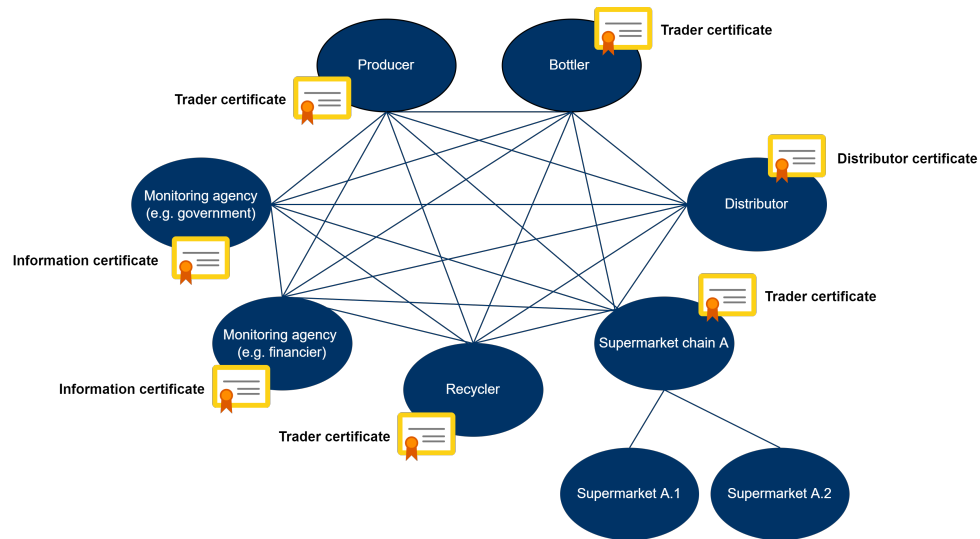 Trader certificate
Producer
Bottler
Trader certificate
Distributor certificate
Monitoring agency
(e.g. government)
Distributor
Information certificate
Trader certificate
Monitoring agency
(e.g. financier)
Supermarket chain A
Information certificate
Recycler
Trader certificate
Supermarket A.1
Supermarket A.2